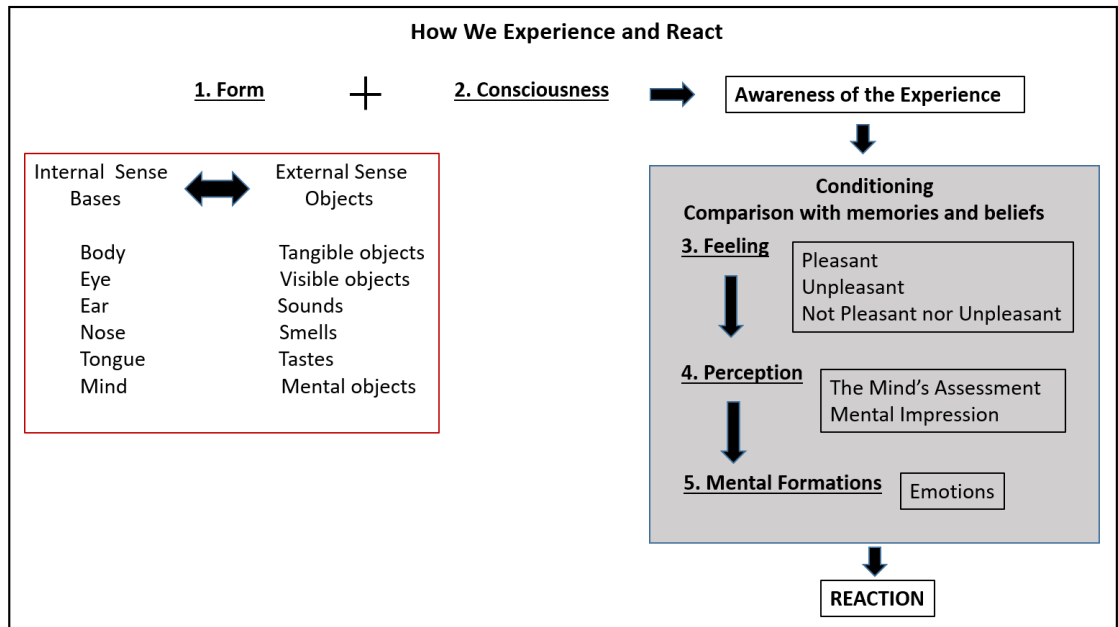 How We Experience and React
1. Form
2. Consciousness
Awareness of the Experience
Internal Sense
Bases
External Sense
Objects
Body
Tangible objects
Eye
Visible objects
Ear
Sounds
Nose
Smells
Tongue
Tastes
Mind
Mental objects
Conditioning
Comparison with memories and beliefs
3. Feeling
Pleasant
Unpleasant
Not Pleasant nor Unpleasant
4. Perception
The Mind's Assessment
Mental Impression
5. Mental Formations
Emotions
REACTION